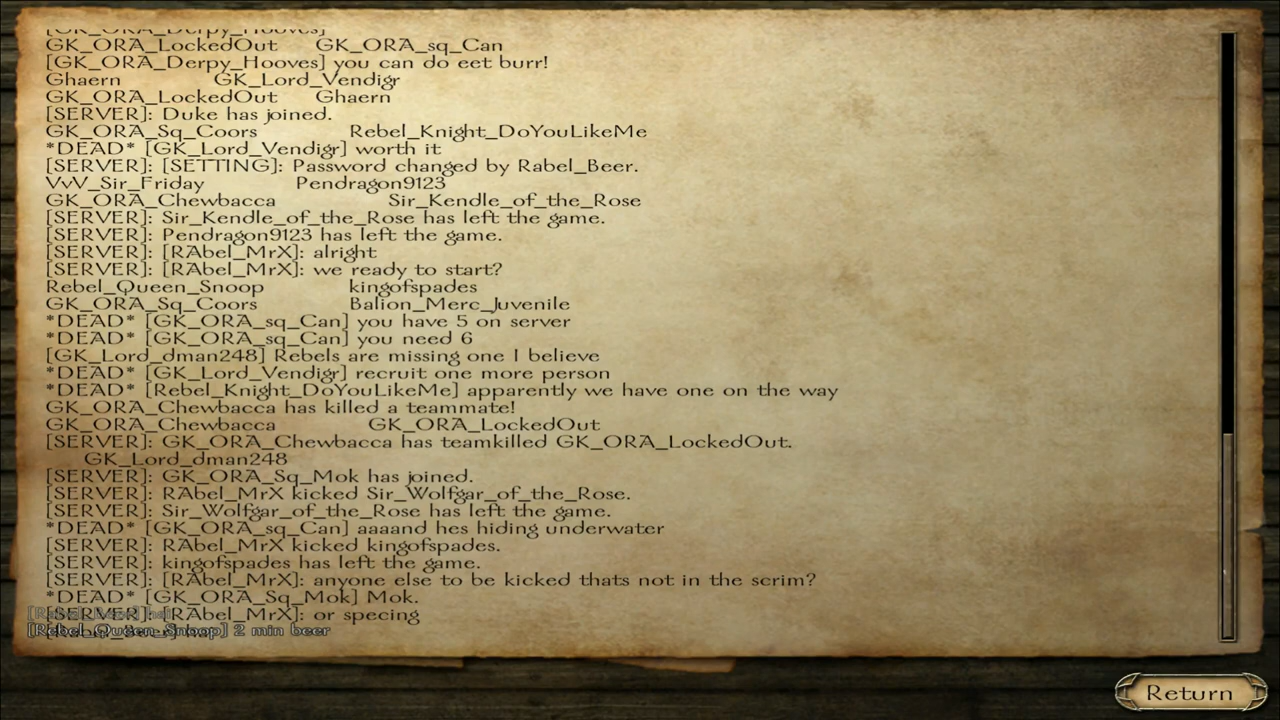 [GK_ORA_Derpy_Hooves]
GK_ORA_LockedOut GK_ORA_sq_Can
[GK_ORA_Derpy_Hooves] you can do eet burr!
Ghaern GK_Lord_Vendigr
GK_ORA_LockedOut Ghaern
[SERVER]: Duke has joined.
GK_ORA_Sq_Coors Rebel_Knight_DoYouLikeMe
*DEAD* [GK_Lord_Vendigr] worth it
[SERVER]: [SETTING]: Password changed by Rabel_Beer.
VvV_Sir_Friday Pendragon9123
GK_ORA_Chewbacca Sir_Kendle_of_the_Rose
[SERVER]: Sir_Kendle_of_the_Rose has left the game.
[SERVER]: Pendragon9123 has left the game.
[SERVER]: [RAbel_MrX]: alright
[SERVER]: [RAbel_MrX]: we ready to start?
Rebel_Queen_Snoop kingofspades
GK_ORA_Sq_Coors Balion_Merc_Juvenile
*DEAD* [GK_ORA_sq_Can] you have 5 on server
*DEAD* [GK_ORA_sq_Can] you need 6
[GK_Lord_dman248] Rebels are missing one I believe
*DEAD* [GK_Lord_Vendigr] recruit one more person
*DEAD* [Rebel_Knight_DoYouLikeMe] apparently we have one on the way
GK_ORA_Chewbacca has killed a teammate!
GK_ORA_Chewbacca GK_ORA_LockedOut
[SERVER]: GK_ORA_Chewbacca has teamkilled GK_ORA_LockedOut.
GK_Lord_dman248
[SERVER]: GK_ORA_Sq_Mok has joined.
[SERVER]: RAbel_MrX kicked Sir_Wolfgar_of_the_Rose.
[SERVER]: Sir_Wolfgar_of_the_Rose has left the game.
*DEAD* [GK_ORA_sq_Can] aaaand hes hiding underwater
[SERVER]: RAbel_MrX kicked kingofspades.
[SERVER]: kingofspades has left the game.
[SERVER]: [RAbel_MrX]: anyone else to be kicked thats not in the scrim?
*DEAD* [GK_ORA_Sq_Mok] Mok.
[SERVER]: [RAbel_MrX]: or specing
[Rebel_Queen_Snoop] 2 min beer
Return